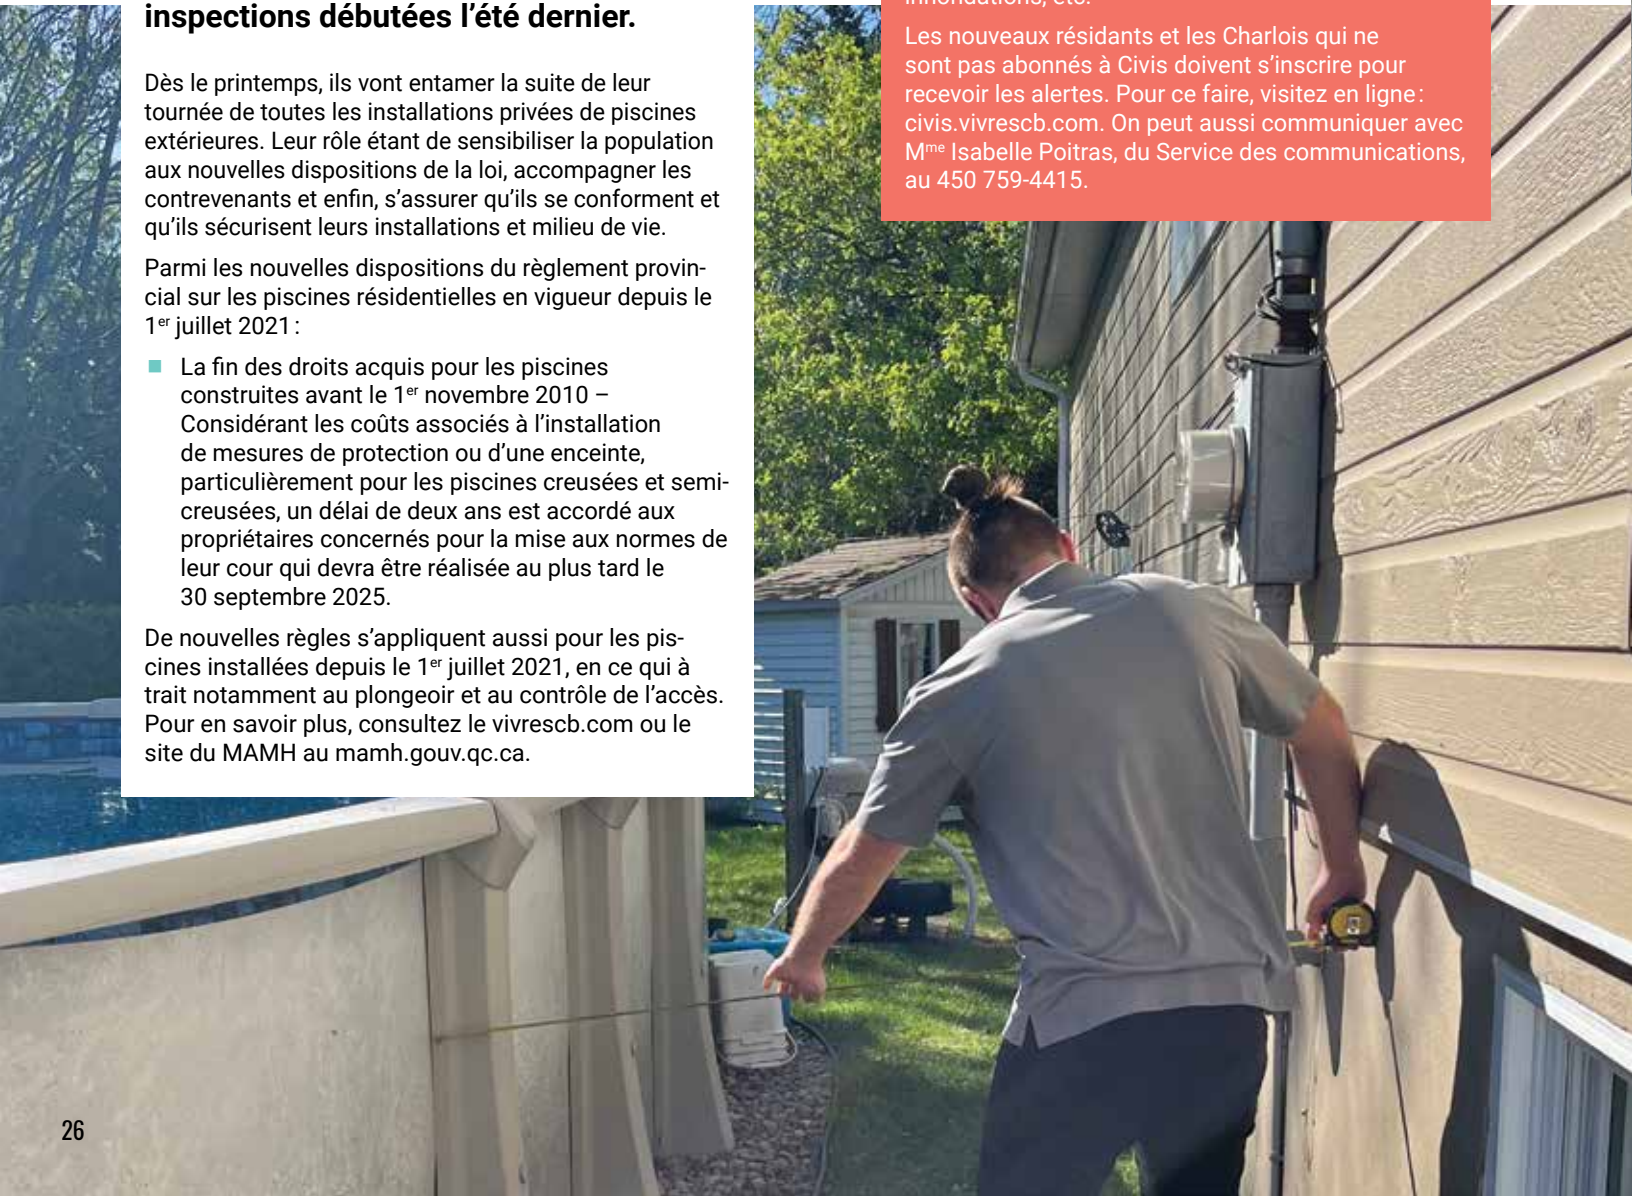 inspections débutées l’été dernier.
Dès le printemps, ils vont entamer la suite de leur
tournée de toutes les installations privées de piscines
extérieures. Leur rôle étant de sensibiliser la population
aux nouvelles dispositions de la loi, accompagner les
contrevenants et enfin, s’assurer qu’ils se conforment et
qu’ils sécurisent leurs installations et milieu de vie.
Parmi les nouvelles dispositions du règlement provin-
cial sur les piscines résidentielles en vigueur depuis le
1er juillet 2021 :
La fin des droits acquis pour les piscines
construites avant le 1er novembre 2010 –
Considérant les coûts associés à l’installation
de mesures de protection ou d’une enceinte,
particulièrement pour les piscines creusées et semi-
creusées, un délai de deux ans est accordé aux
propriétaires concernés pour la mise aux normes de
leur cour qui devra être réalisée au plus tard le
30 septembre 2025.
De nouvelles règles s’appliquent aussi pour les pis-
cines installées depuis le 1er juillet 2021, en ce qui à
trait notamment au plongeoir et au contrôle de l’accès.
Pour en savoir plus, consultez le vivrescb.com ou le
site du MAMH au mamh.gouv.qc.ca.
Les nouveaux résidants et les Charlois qui ne
sont pas abonnés à Civis doivent s’inscrire pour
recevoir les alertes. Pour ce faire, visitez en ligne :
civis.vivrescb.com. On peut aussi communiquer avec
Mme Isabelle Poitras, du Service des communications,
au 450 759-4415.
26